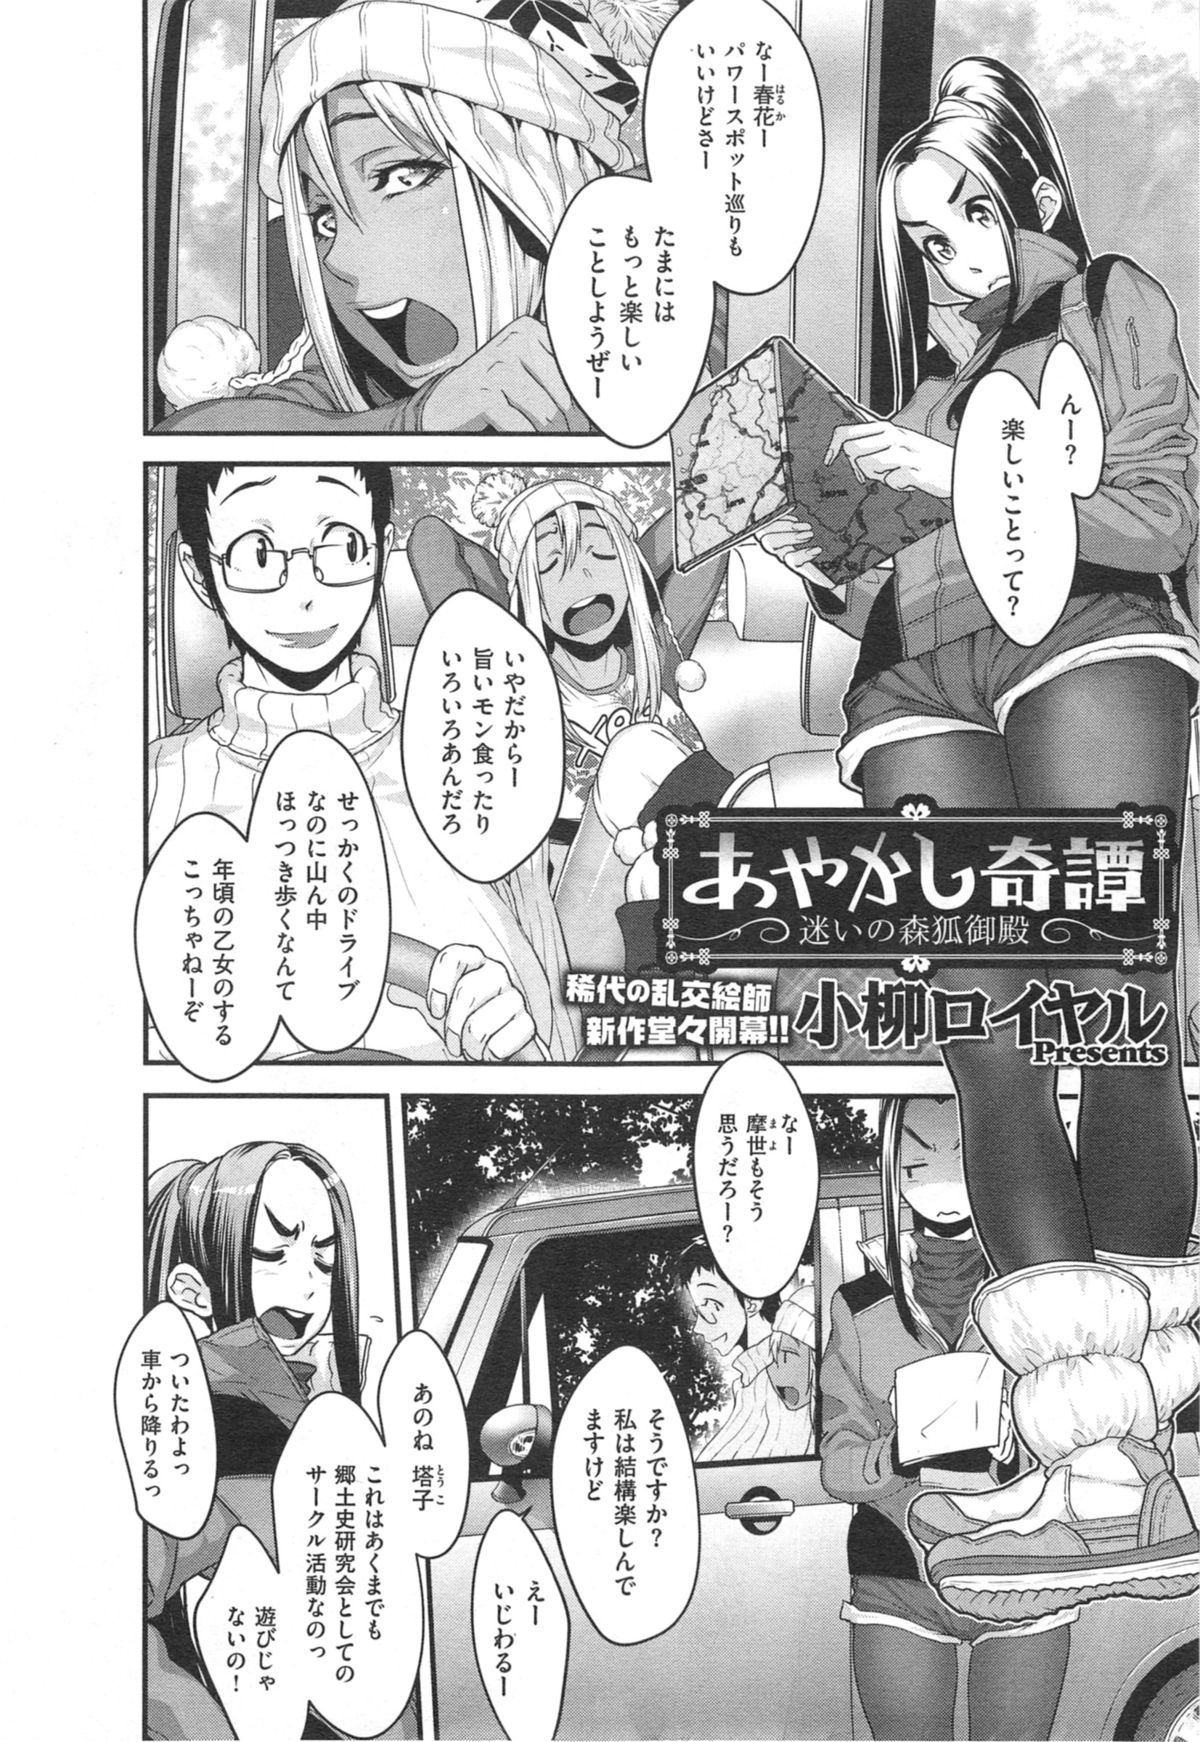 なー春花ー
はるか
パワースポット巡りも
いいけどさー
たまには
もっと楽しい
ことしようぜー
んー?
楽しいことって?
いやだからー
旨いモン食ったり
いろいろあんだろ
せっかくのドライブ
なのに山ん中
ほっつき歩くなんて
年頃の乙女のする
こっちゃねーぞ
あやかし奇譚
迷いの森狐御殿
稀代の乱交絵師
新作堂々開幕!!
小柳ロイヤル
Presents
なー
摩世もそう
まよ
思うだろー?
そうですか?
私は結構楽しんで
ますけど
えー
いじわるー
あのね 塔子
とうこ
これはあくまでも
郷土史研究会としての
サークル活動なのっ
遊びじゃ
ないの!
ついたわよっ
車から降りるっ